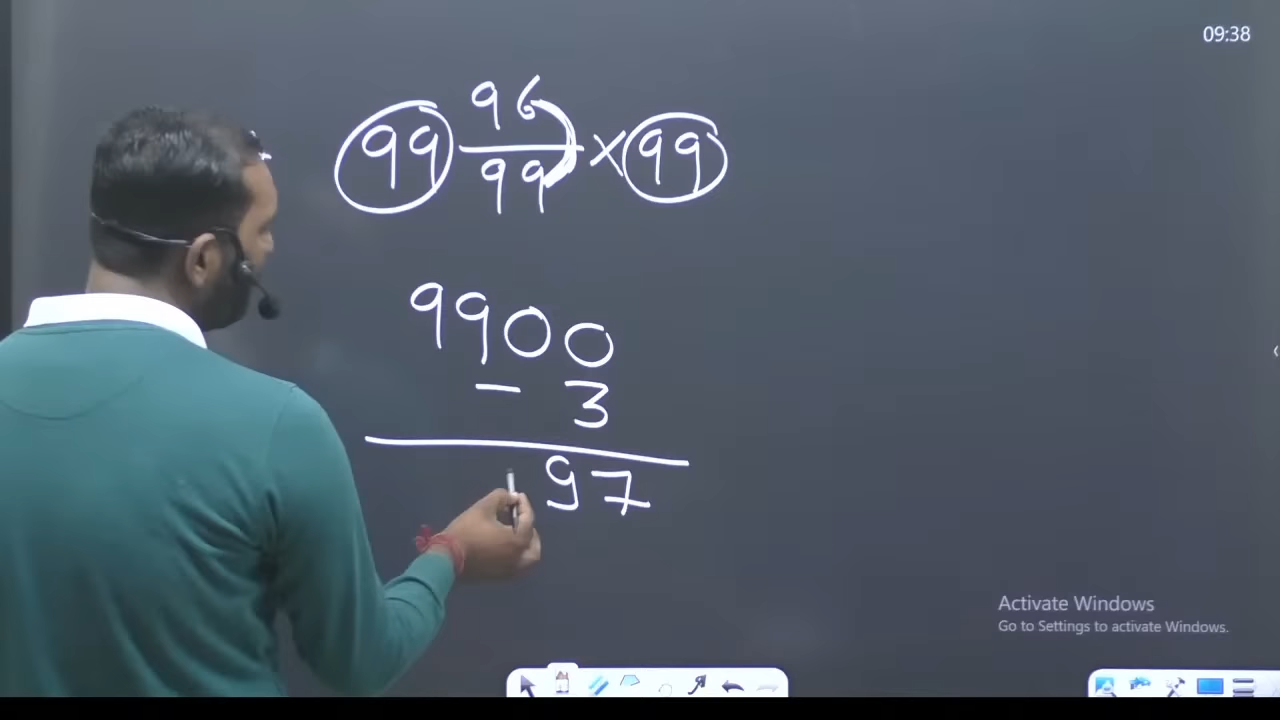 09:38
99 96/99 × 99
9900
- 3
97
Activate Windows
Go to Settings to activate Windows.